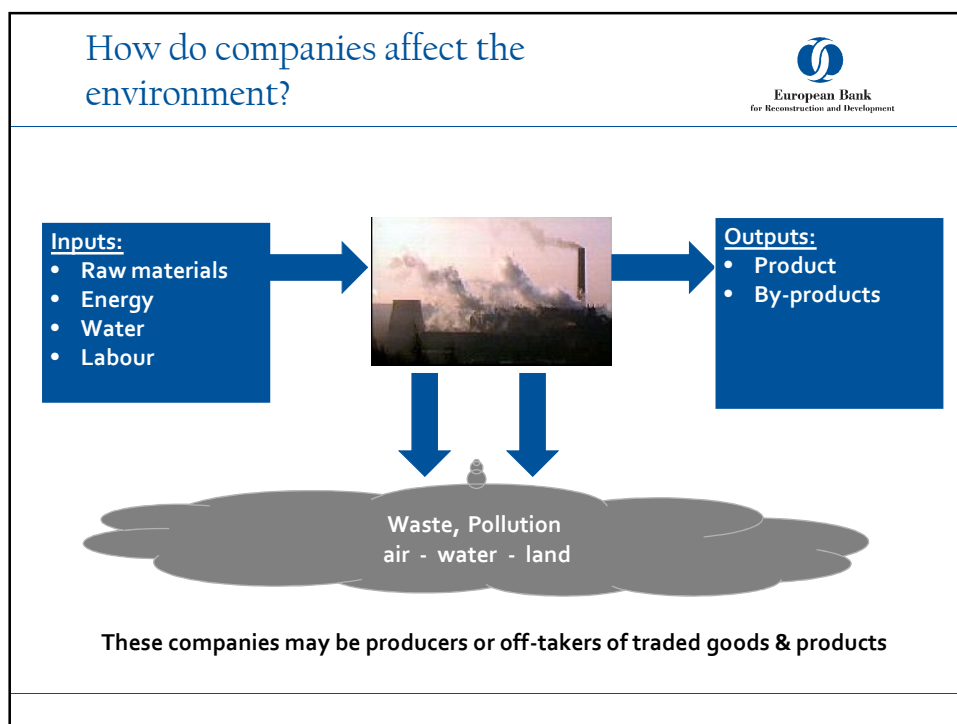 How do companies affect the
environment?
European Bank
for Reconstruction and Development
Inputs:
• Raw materials
• Energy
• Water
• Labour
Outputs:
• Product
• By-products
Waste, Pollution
air - water - land
These companies may be producers or off-takers of traded goods & products